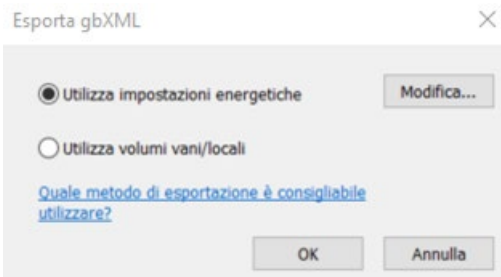 Esporta gbXML
Utilizza impostazioni energetiche
Modifica...
Utilizza volumi vani/locali
Quale metodo di esportazione è consigliabile
utilizzare?
OK
Annulla